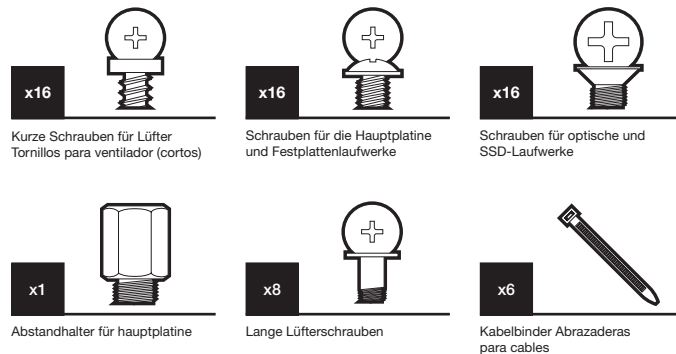 x16
Kurze Schrauben für Lüfter
Tornillos para ventilador (cortos)
x16
Schrauben für die Hauptplatine
und Festplattenlaufwerke
x16
Schrauben für optische und
SSD-Laufwerke
x1
Abstandhalter für hauptplatine
x8
Lange Lüfterschrauben
x6
Kabelbinder Abrazaderas
para cables